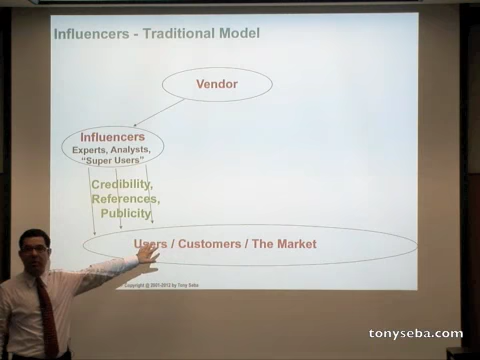 Influencers - Traditional Model
Vendor
Influencers
Experts, Analysts,
"Super Users"
Credibility,
References,
Publicity
Users / Customers / The Market
Copyright @ 2007-2012 by Tony Seba
tonyseba.com